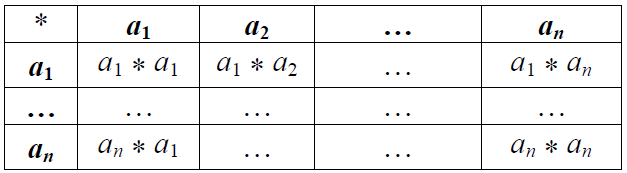 * a1 a2 … an
a1 a1 * a1 a1 * a2 … a1 * an
… … … … …
an an * a1 … … an * an